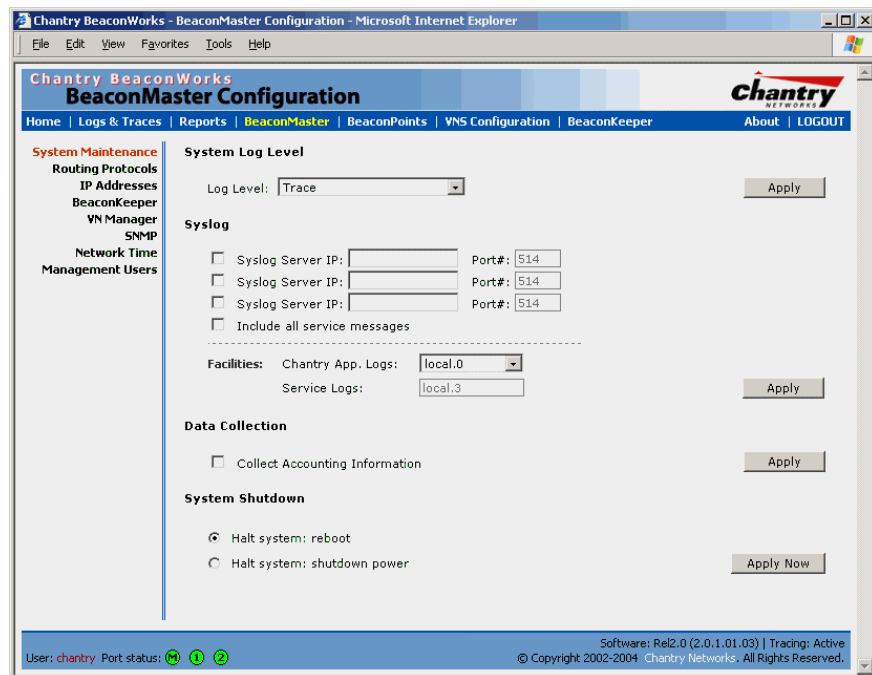 Chantry BeaconWorks - BeaconMaster Configuration - Microsoft Internet Explorer
File Edit View Favorites Tools Help
Chantry BeaconWorks
BeaconMaster Configuration
Chantry
NETWORKS
Home | Logs & Traces | Reports | BeaconMaster | BeaconPoints | VNS Configuration | BeaconKeeper About | LOGOUT
System Maintenance
Routing Protocols
IP Addresses
BeaconKeeper
VN Manager
SNMP
Network Time
Management Users
System Log Level
Log Level: Trace Apply
Syslog
Syslog Server IP: Port#: 514
Syslog Server IP: Port#: 514
Syslog Server IP: Port#: 514
Include all service messages
Facilities: Chantry App. Logs: local.0
Service Logs: local.3 Apply
Data Collection
Collect Accounting Information Apply
System Shutdown
Halt system: reboot
Halt system: shutdown power Apply Now
Software: Rel2.0 (2.0.1.01.03) | Tracing: Active
User: chantry Port status: M 1 2 © Copyright 2002-2004 Chantry Networks. All Rights Reserved.